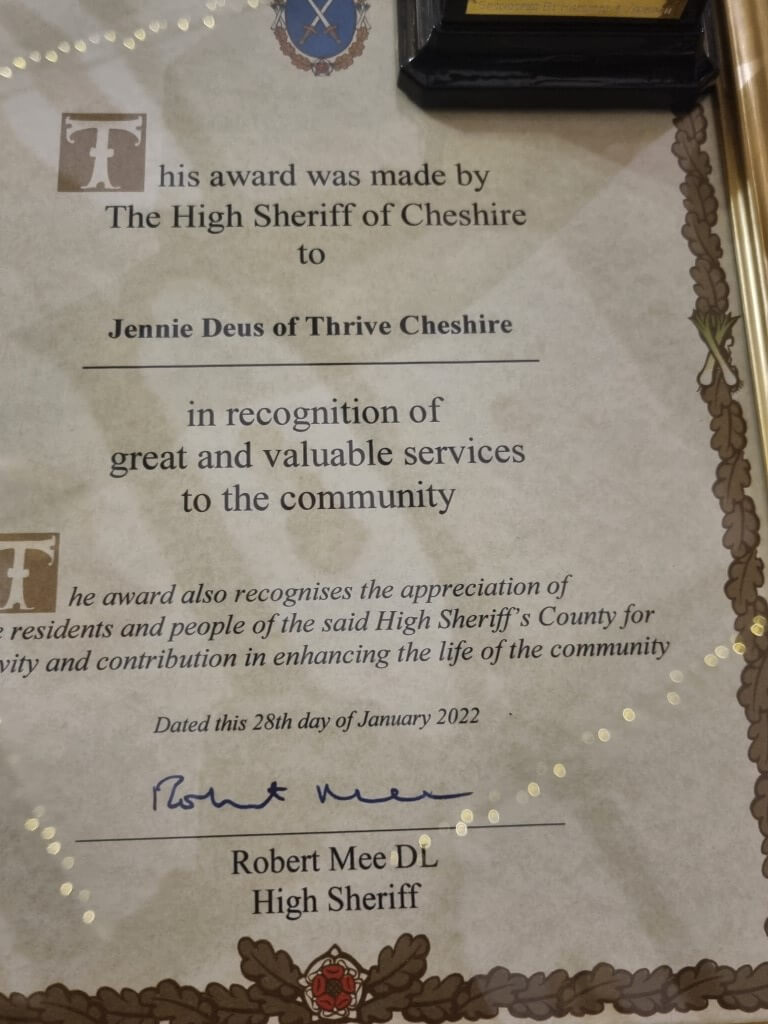 This award was made by
The High Sheriff of Cheshire
to
Jennie Deus of Thrive Cheshire
in recognition of
great and valuable services
to the community
The award also recognises the appreciation of
residents and people of the said High Sheriff's County for
and contribution in enhancing the life of the community
Dated this 28th day of January 2022
Robert Mee
Robert Mee DL
High Sheriff